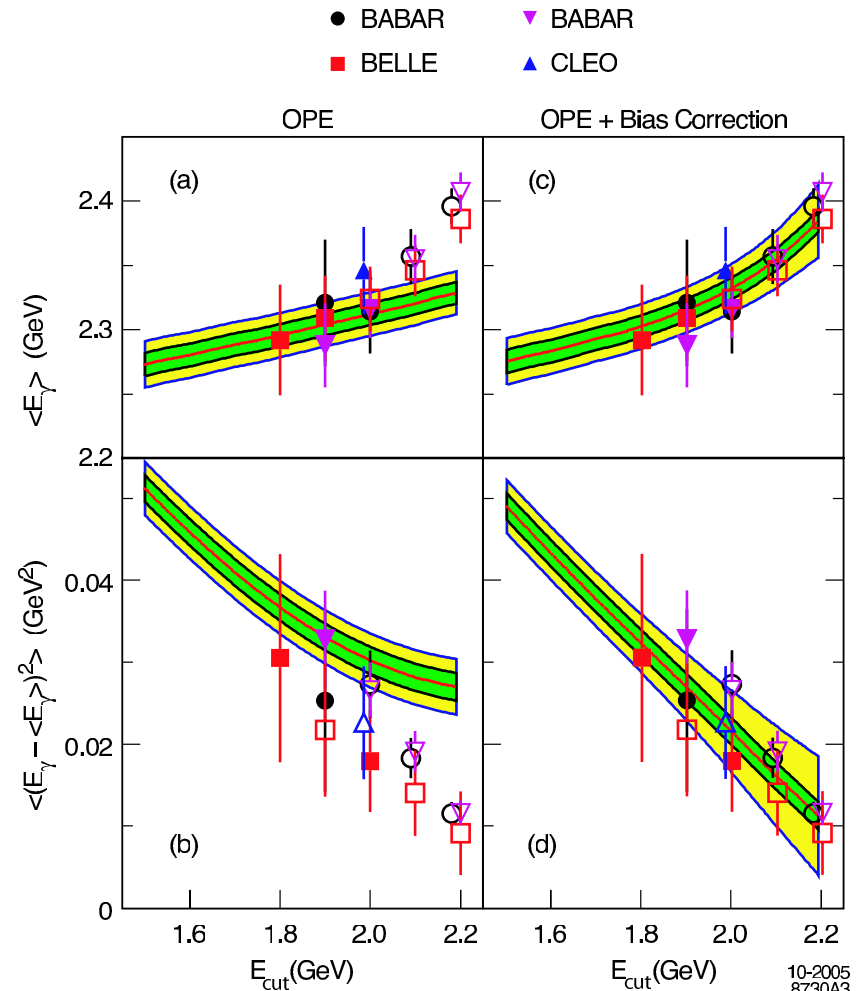 BABAR BABAR
BELLE CLEO
OPE OPE + Bias Correction
(a) (c)
2.4
2.3
2.2
<Eγ> (GeV)
0.04
0.02
0
<(Eγ − <Eγ>)²> (GeV²)
(b) (d)
1.6 1.8 2.0 2.2 1.6 1.8 2.0 2.2
Ecut(GeV) Ecut(GeV)
10-2005
8730A3